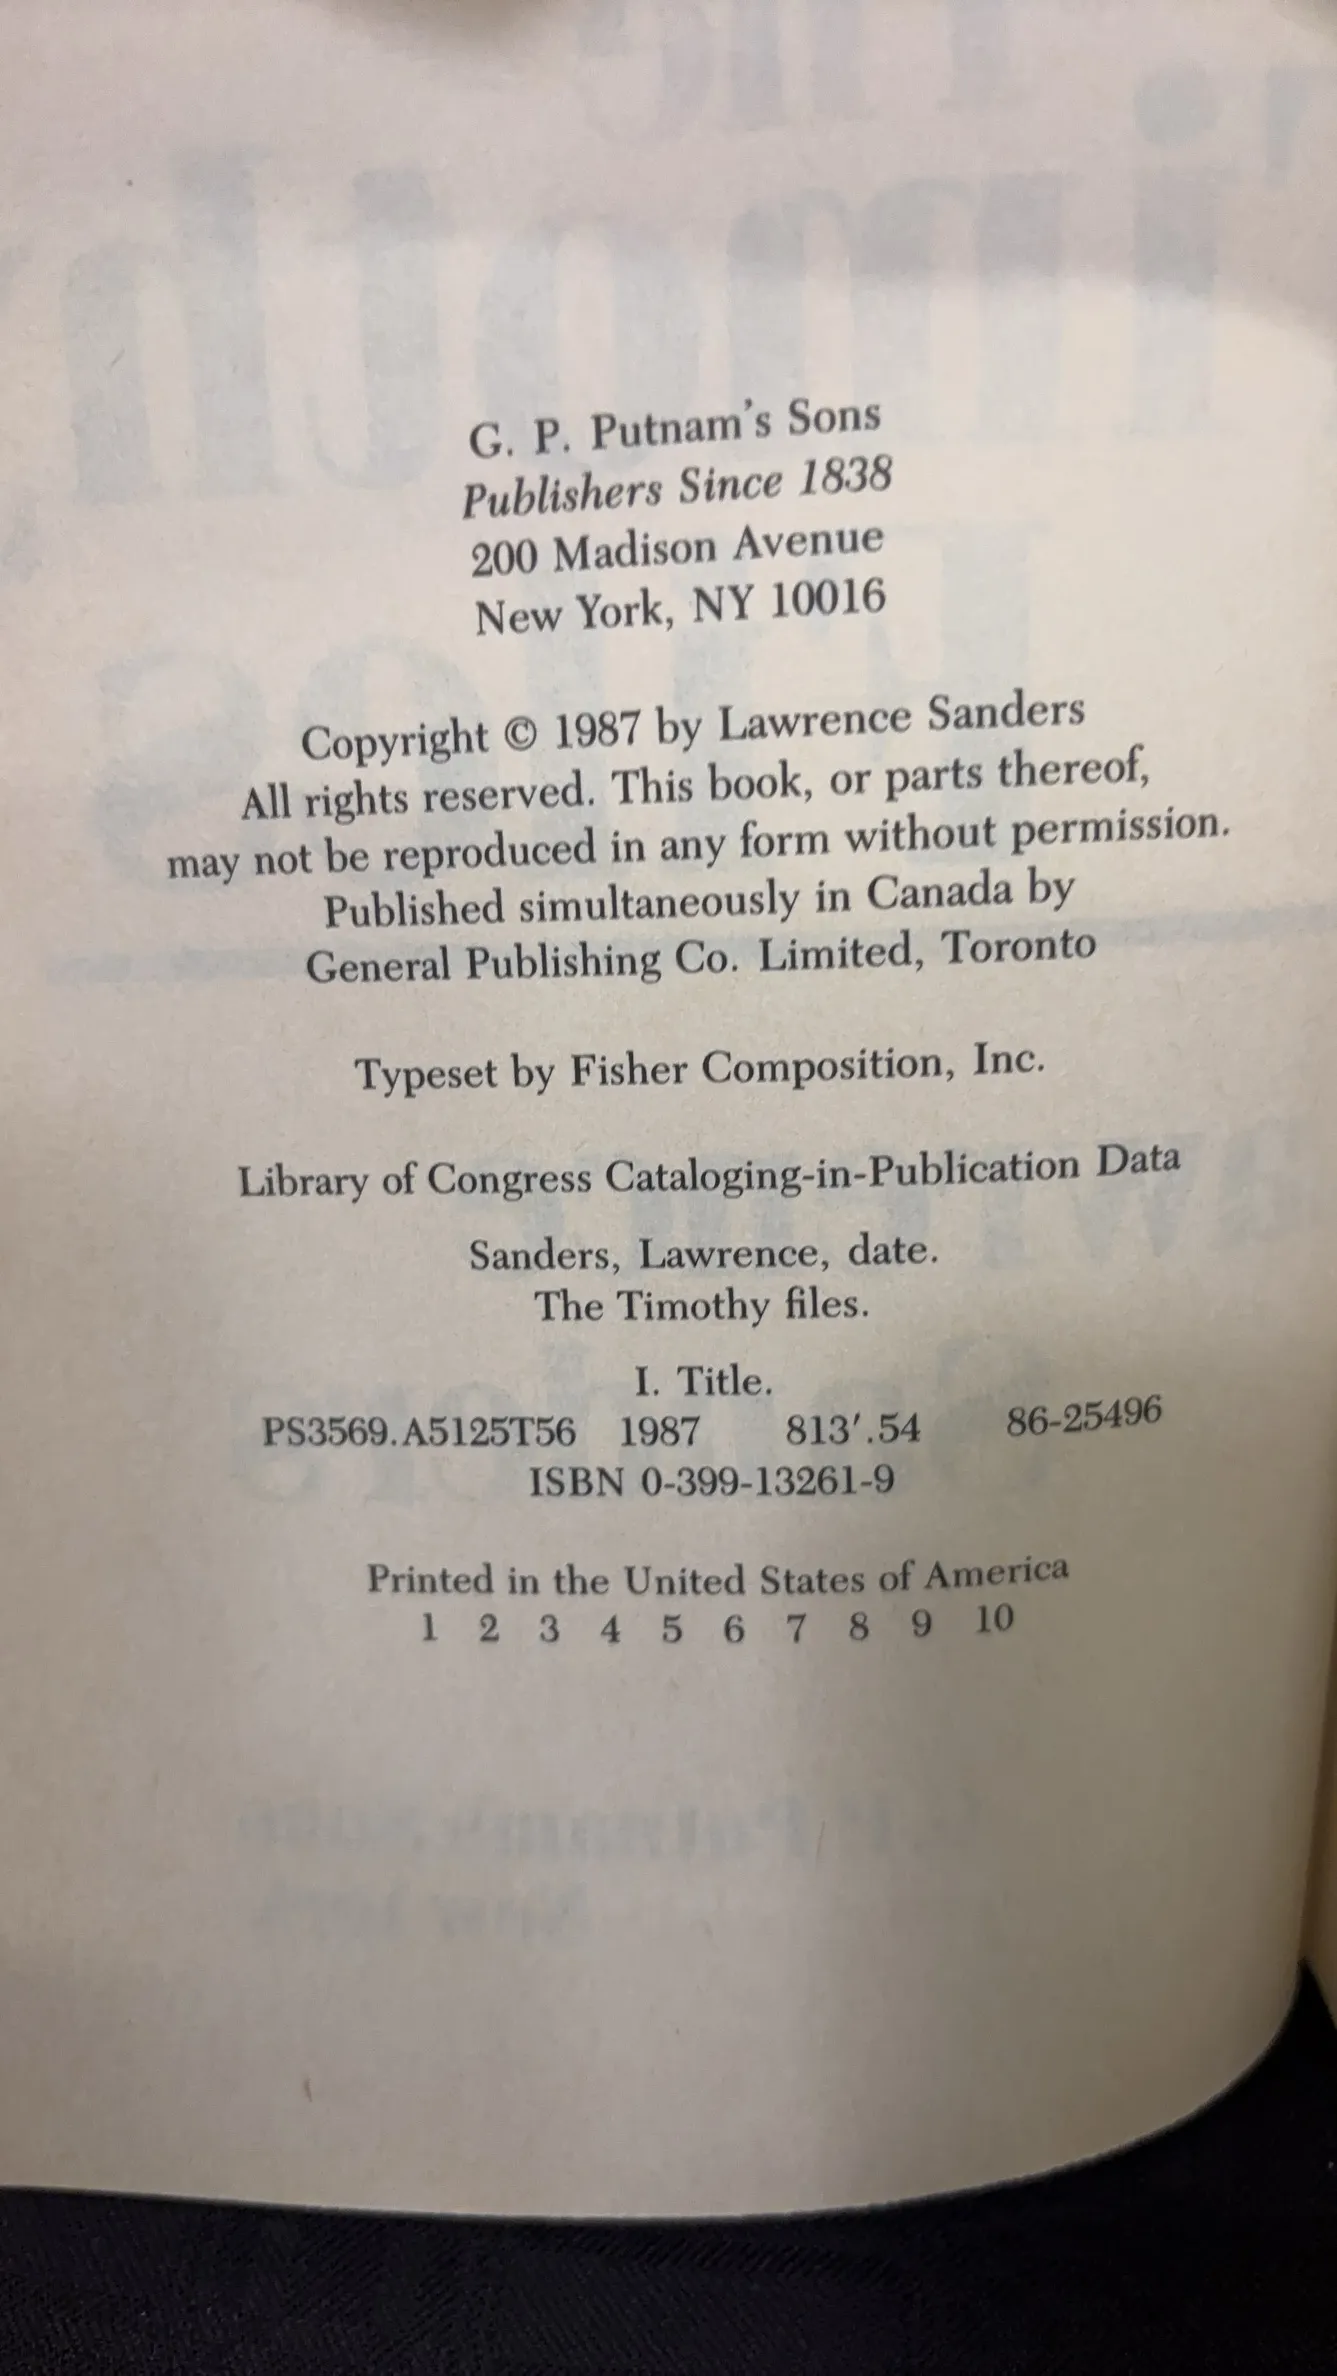 G. P. Putnam's Sons
Publishers Since 1838
200 Madison Avenue
New York, NY 10016
Copyright © 1987 by Lawrence Sanders
All rights reserved. This book, or parts thereof,
may not be reproduced in any form without permission.
Published simultaneously in Canada by
General Publishing Co. Limited, Toronto
Typeset by Fisher Composition, Inc.
Library of Congress Cataloging-in-Publication Data
Sanders, Lawrence, date.
The Timothy files.
I. Title.
PS3569.A5125T56 1987 813'.54 86-25496
ISBN 0-399-13261-9
Printed in the United States of America
1 2 3 4 5 6 7 8 9 10